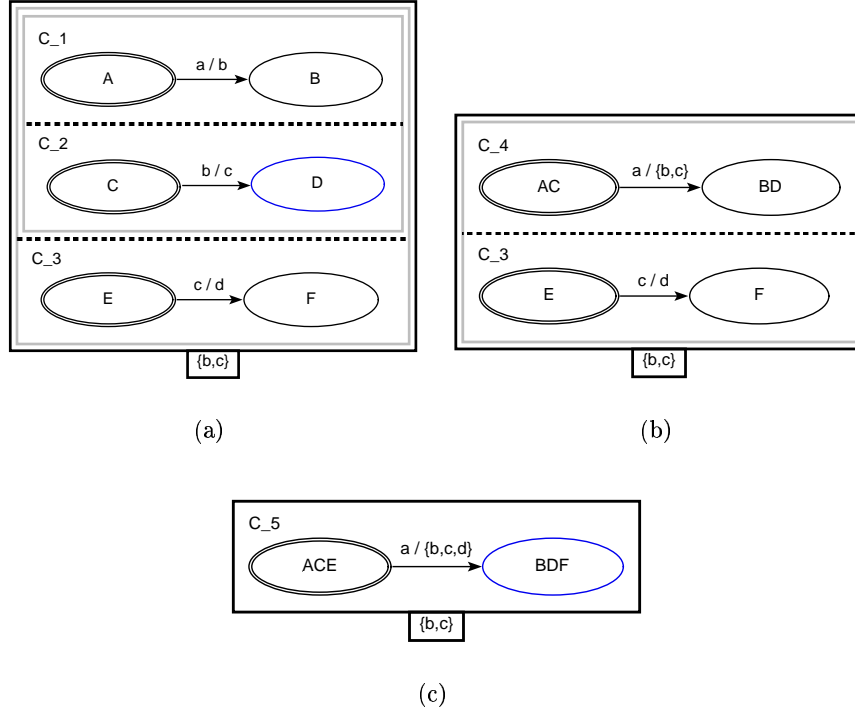 C_1
A
a / b
B
C_2
C
b / c
D
C_3
E
c / d
F
{b,c}
(a)
C_4
AC
a / {b,c}
BD
C_3
E
c / d
F
{b,c}
(b)
C_5
ACE
a / {b,c,d}
BDF
{b,c}
(c)